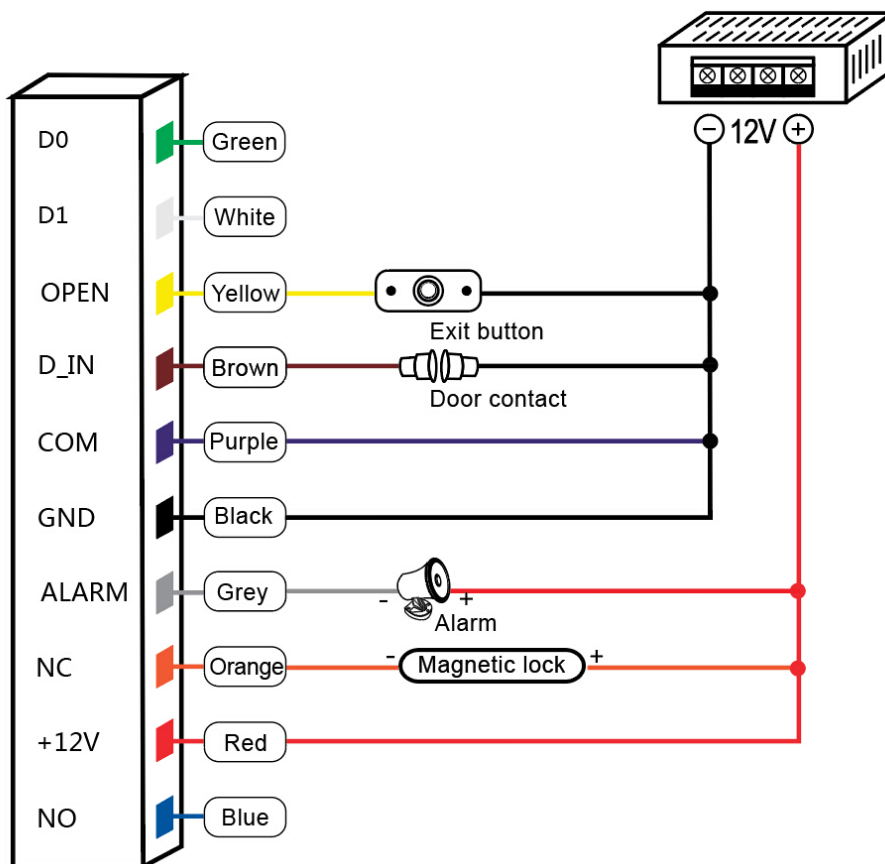 − 12V +
D0 Green
D1 White
OPEN Yellow
Exit button
D_IN Brown
Door contact
COM Purple
GND Black
ALARM Grey - +
Alarm
NC Orange - Magnetic lock +
+12V Red
NO Blue